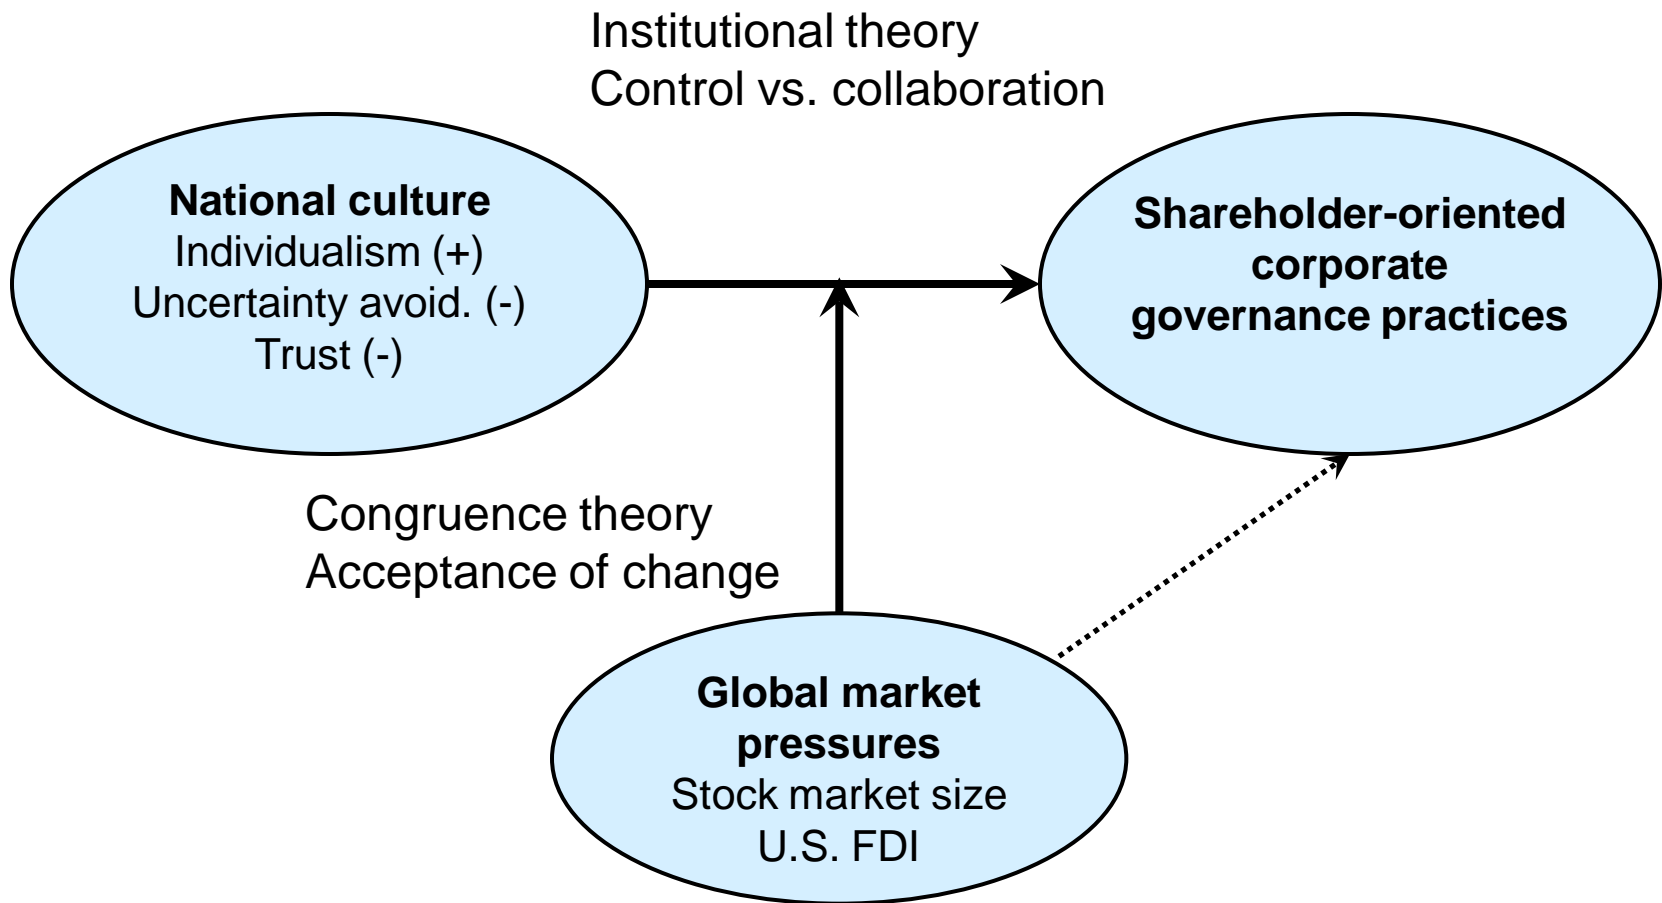 Institutional theory
Control vs. collaboration
National culture
Individualism (+)
Uncertainty avoid. (-)
Trust (-)
Shareholder-oriented
corporate
governance practices
Congruence theory
Acceptance of change
Global market
pressures
Stock market size
U.S. FDI